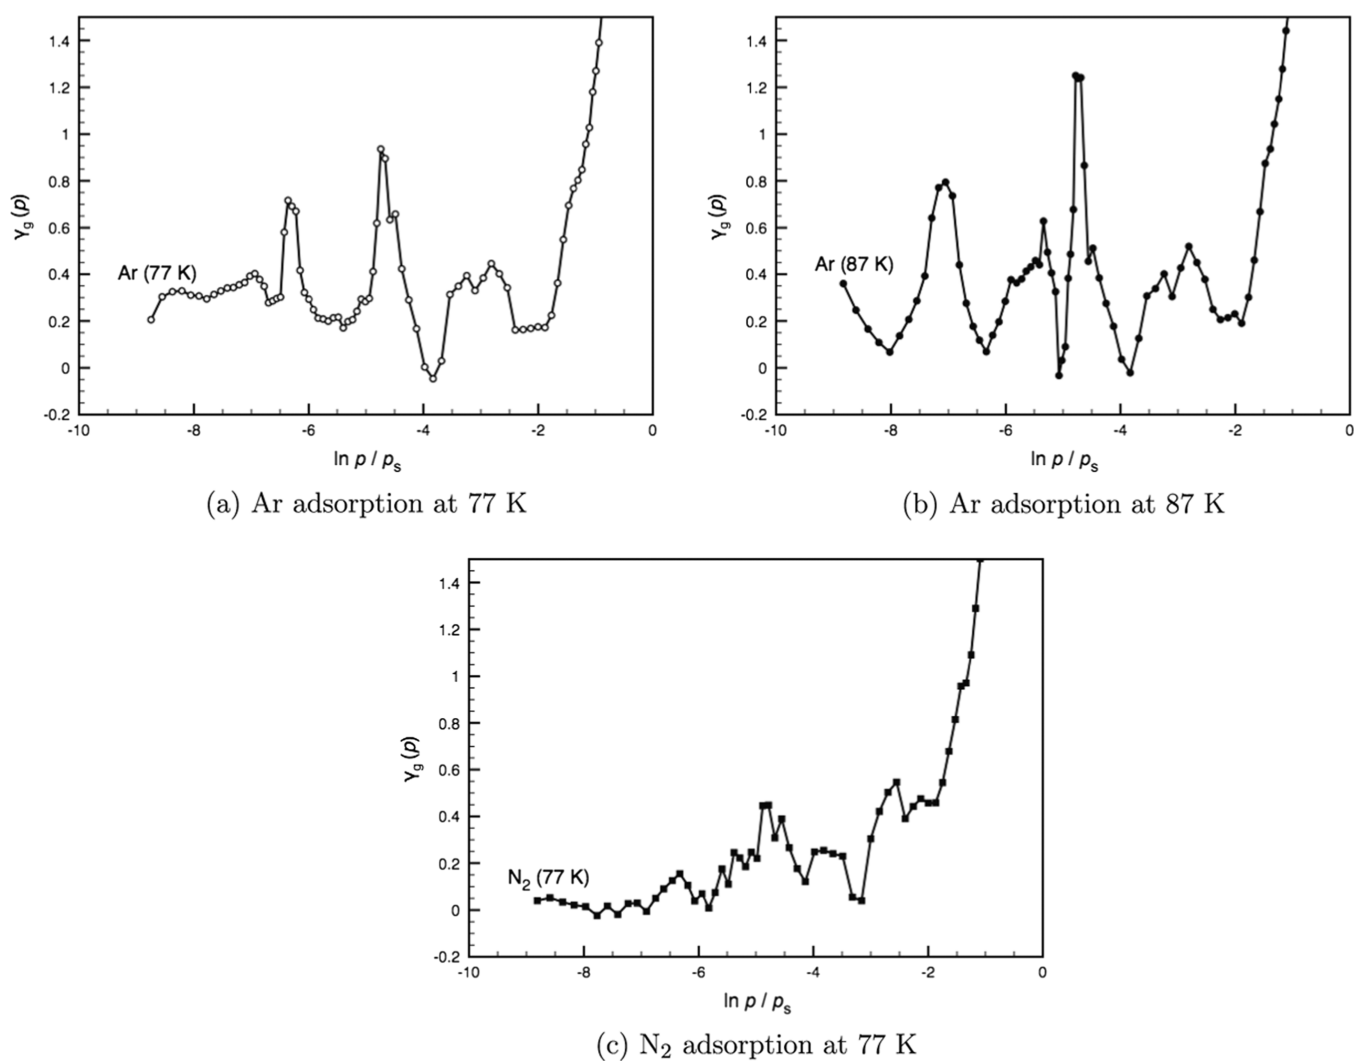 1.4
1.2
1
0.8
0.6
0.4
0.2
0
-0.2
γg (p)
Ar (77 K)
-10 -8 -6 -4 -2 0
ln p / ps
(a) Ar adsorption at 77 K
1.4
1.2
1
0.8
0.6
0.4
0.2
0
-0.2
γg (p)
Ar (87 K)
-10 -8 -6 -4 -2 0
ln p / ps
(b) Ar adsorption at 87 K
1.4
1.2
1
0.8
0.6
0.4
0.2
0
-0.2
γg (p)
N2 (77 K)
-10 -8 -6 -4 -2 0
ln p / ps
(c) N2 adsorption at 77 K